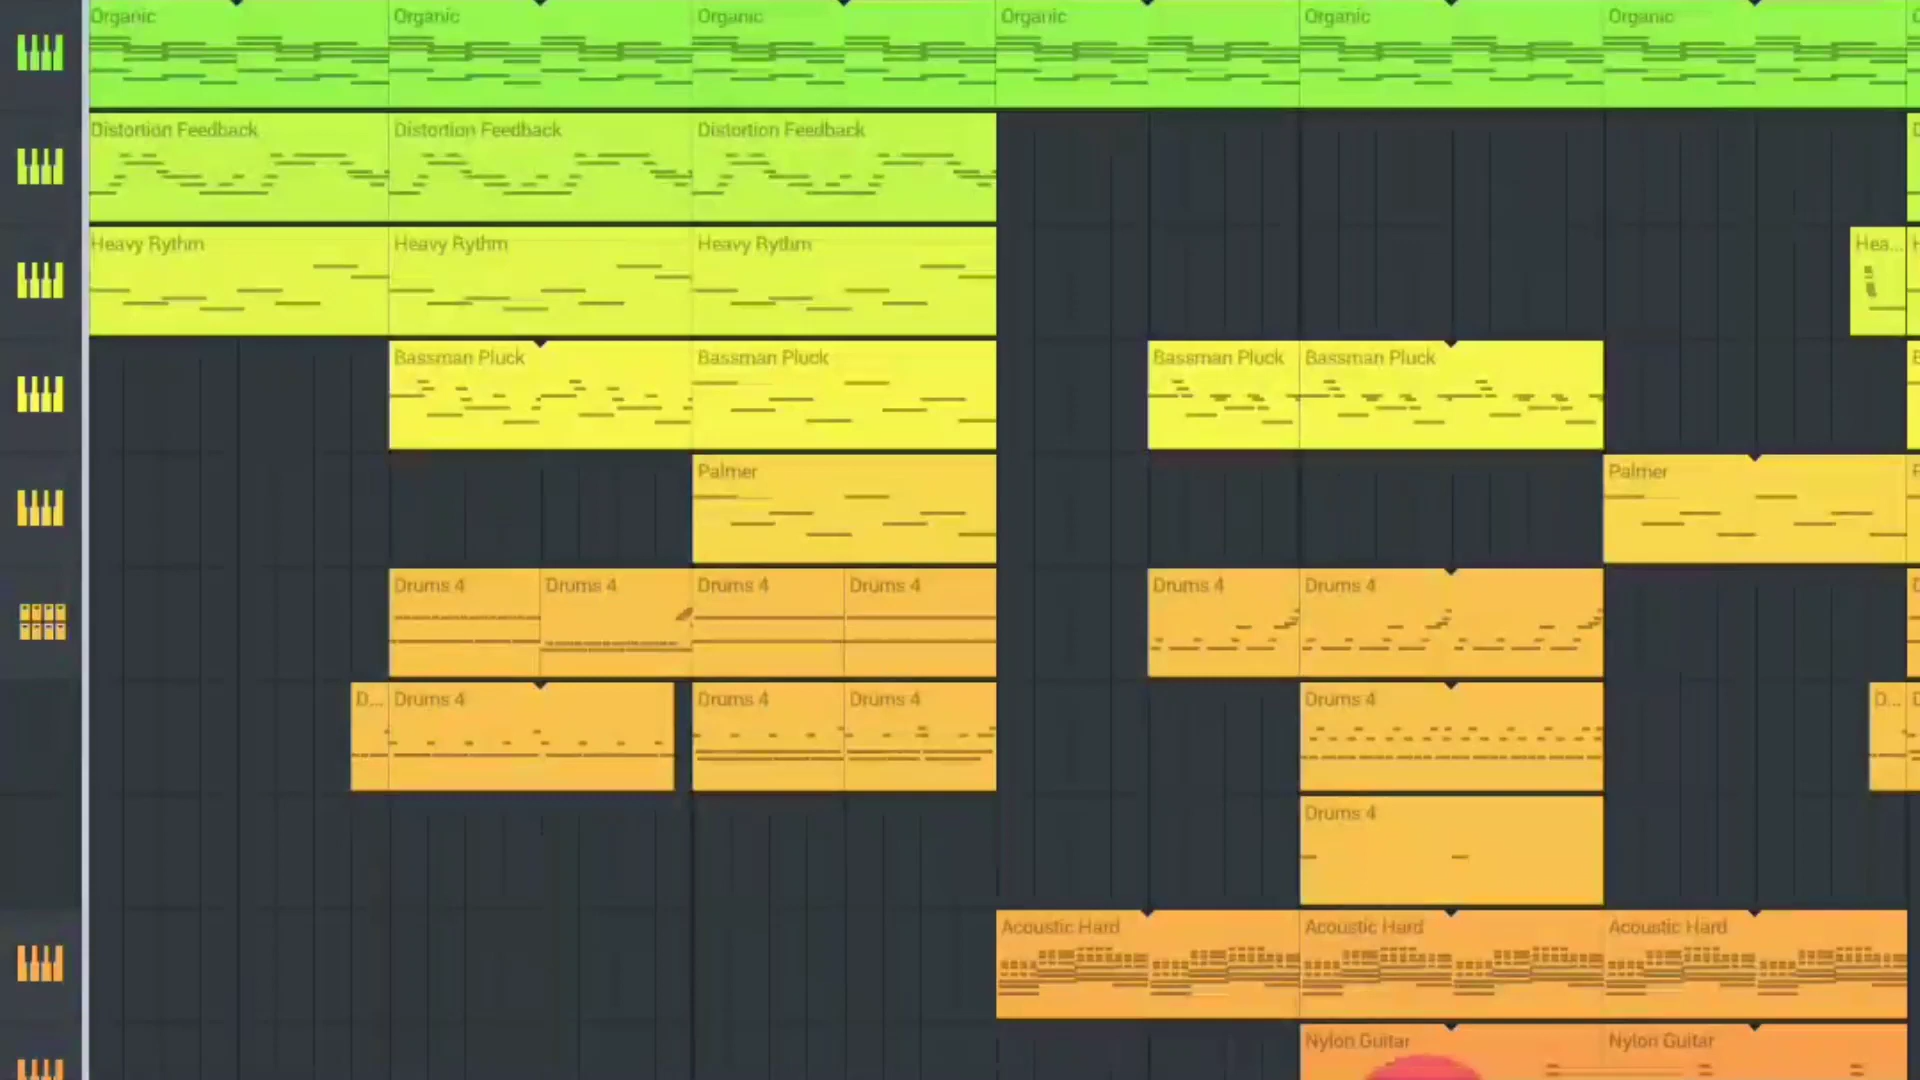 Organic Organic Organic Organic Organic Organic
Distortion Feedback Distortion Feedback Distortion Feedback
Heavy Rythm Heavy Rythm Heavy Rythm Hea...
Bassman Pluck Bassman Pluck Bassman Pluck Bassman Pluck
Palmer Palmer
Drums 4 Drums 4 Drums 4 Drums 4 Drums 4 Drums 4
D... Drums 4 Drums 4 Drums 4 Drums 4 D...
Drums 4
Acoustic Hard Acoustic Hard Acoustic Hard
Nylon Guitar Nylon Guitar